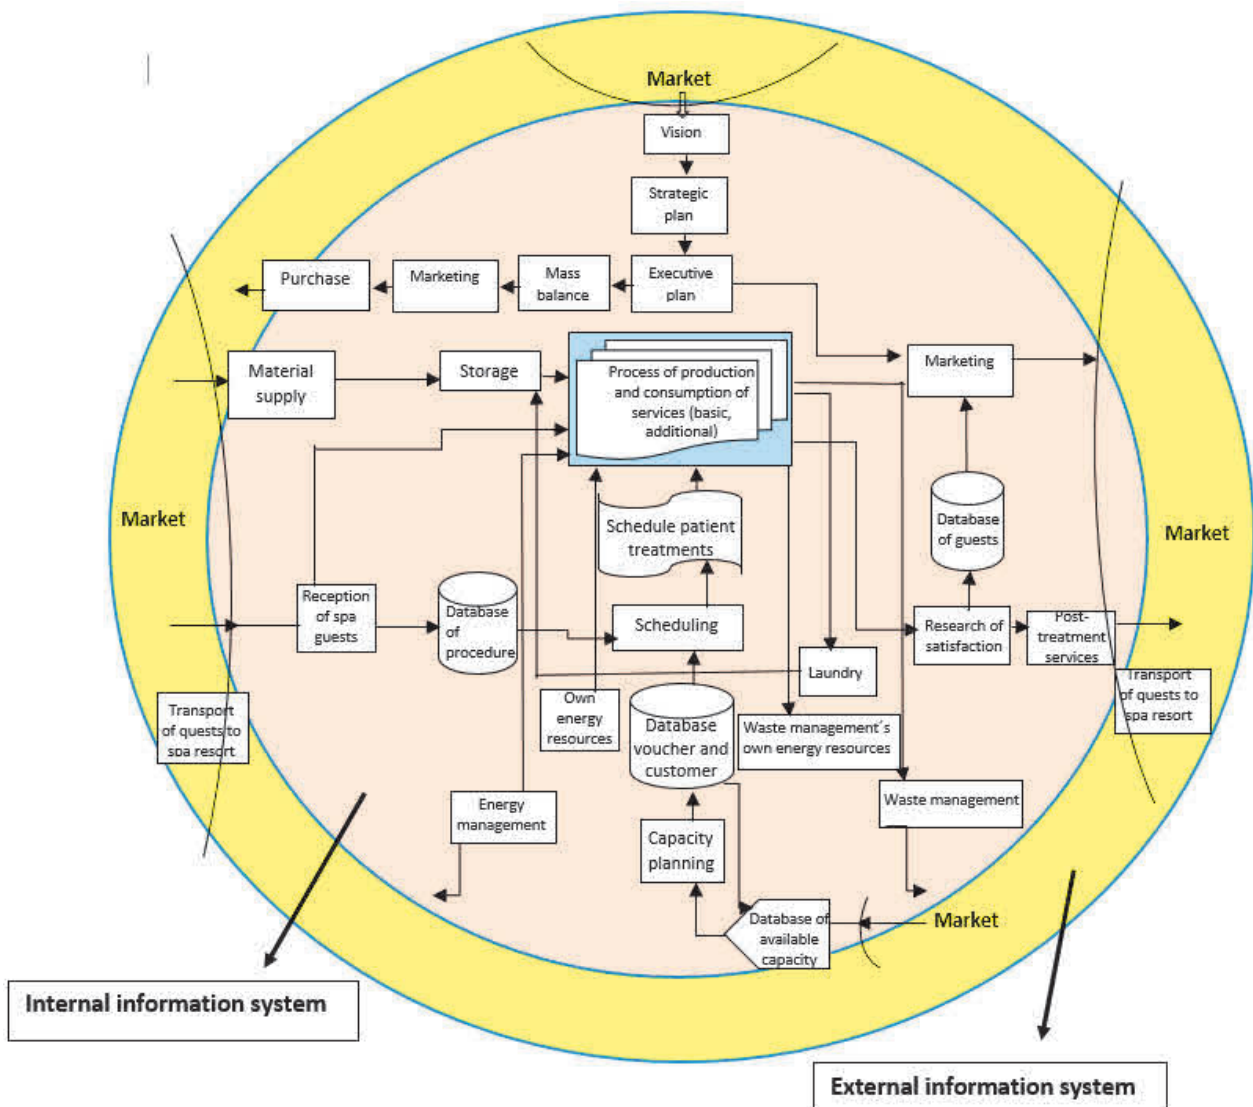 Market
Vision
Strategic
plan
Purchase
Marketing
Mass
balance
Executive
plan
Material
supply
Storage
Process of production
and consumption of
services (basic,
additional)
Marketing
Market
Schedule patient
treatments
Database
of guests
Market
Reception
of spa
guests
Database
of
procedure
Scheduling
Research of
satisfaction
Post-
treatment
services
Laundry
Transport
of quests to
spa resort
Own
energy
resources
Database
voucher and
customer
Waste management´s
own energy resources
Transport
of quests to
spa resort
Energy
management
Waste management
Capacity
planning
Database of
available
capacity
Market
Internal information system
External information system